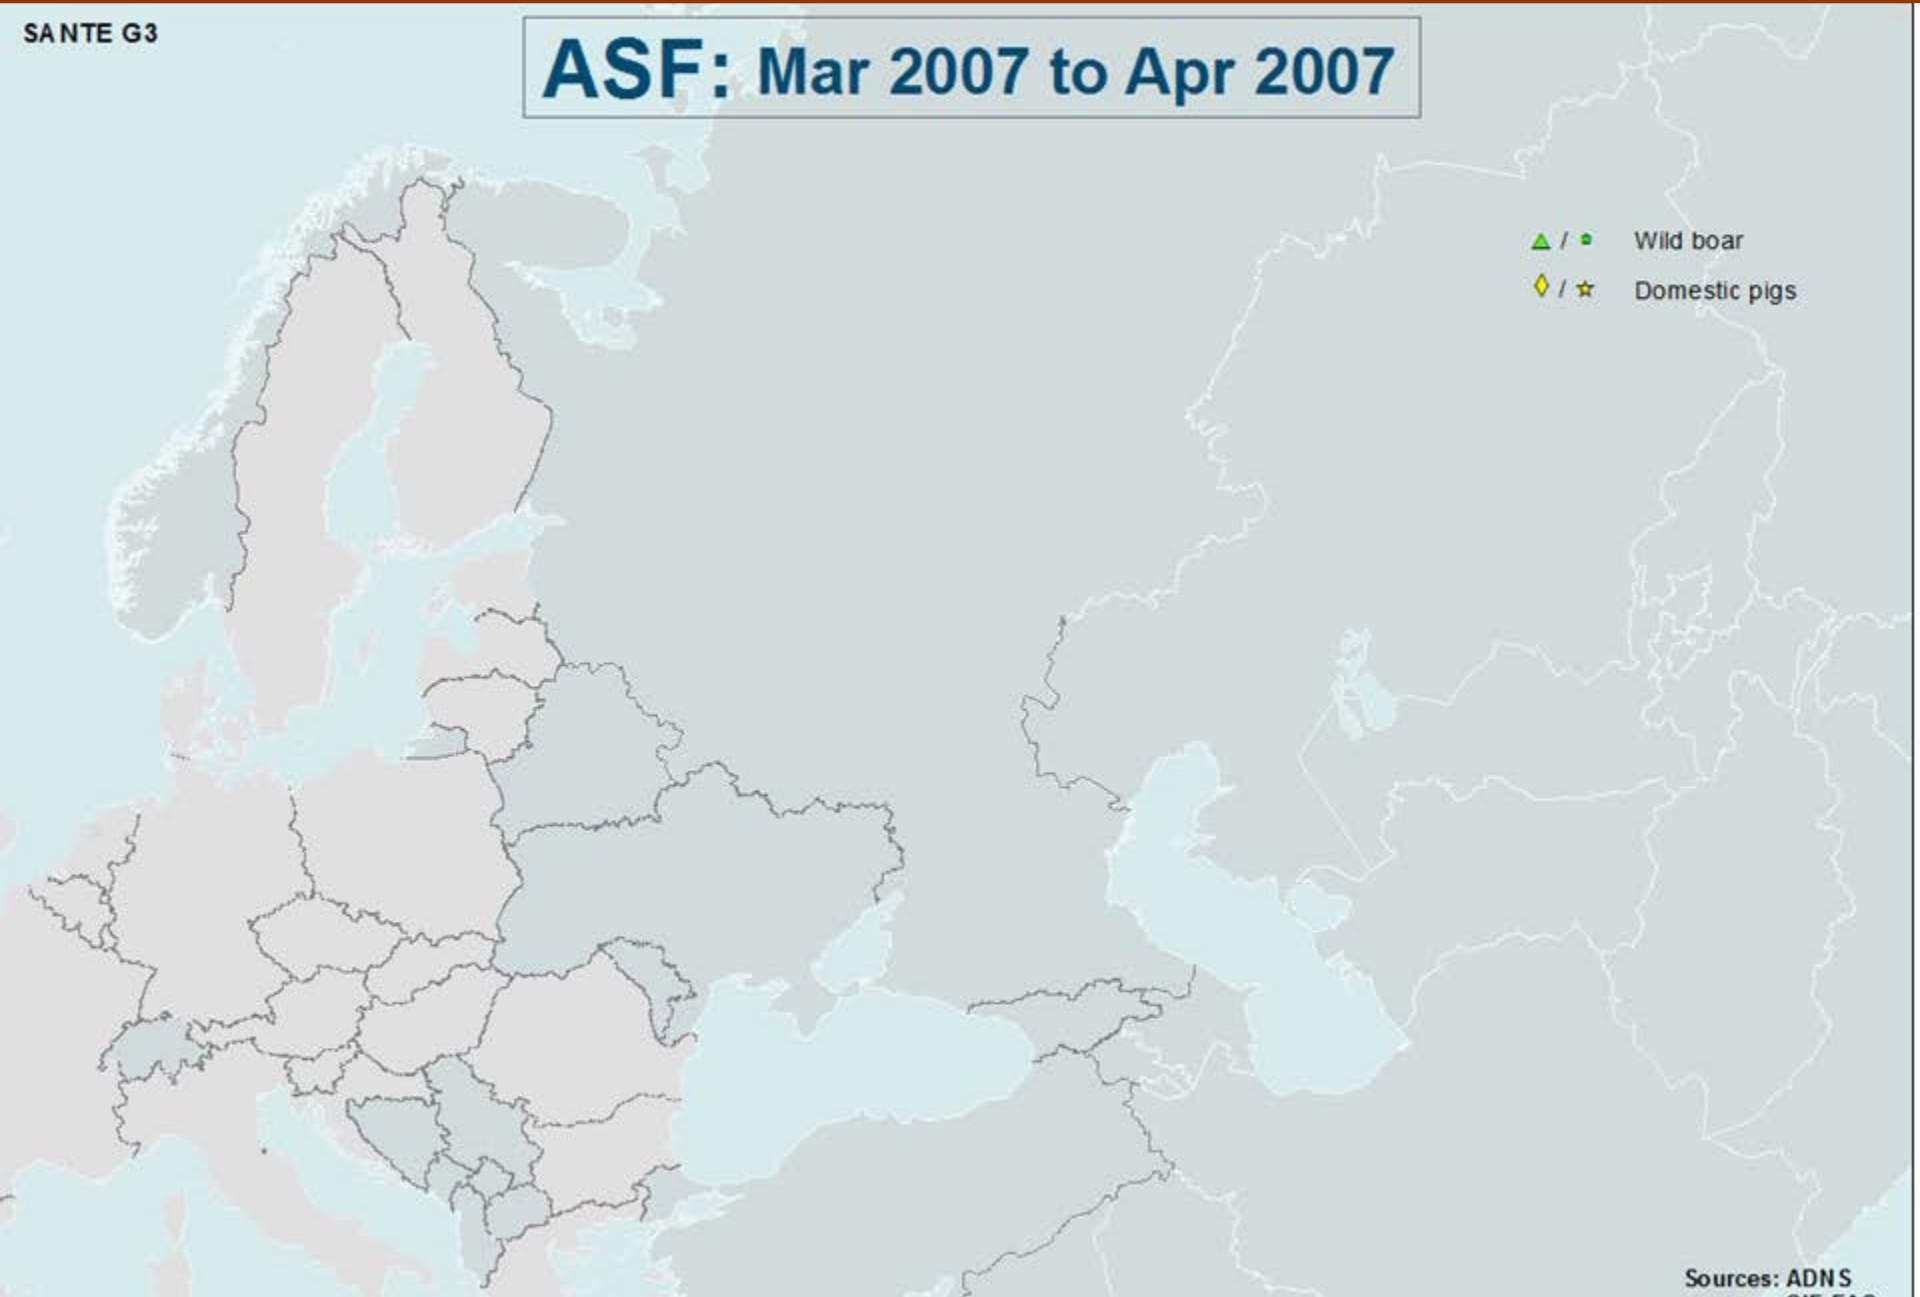 SANTE G3
ASF: Mar 2007 to Apr 2007
/ Wild boar
/ Domestic pigs
Sources: ADNS